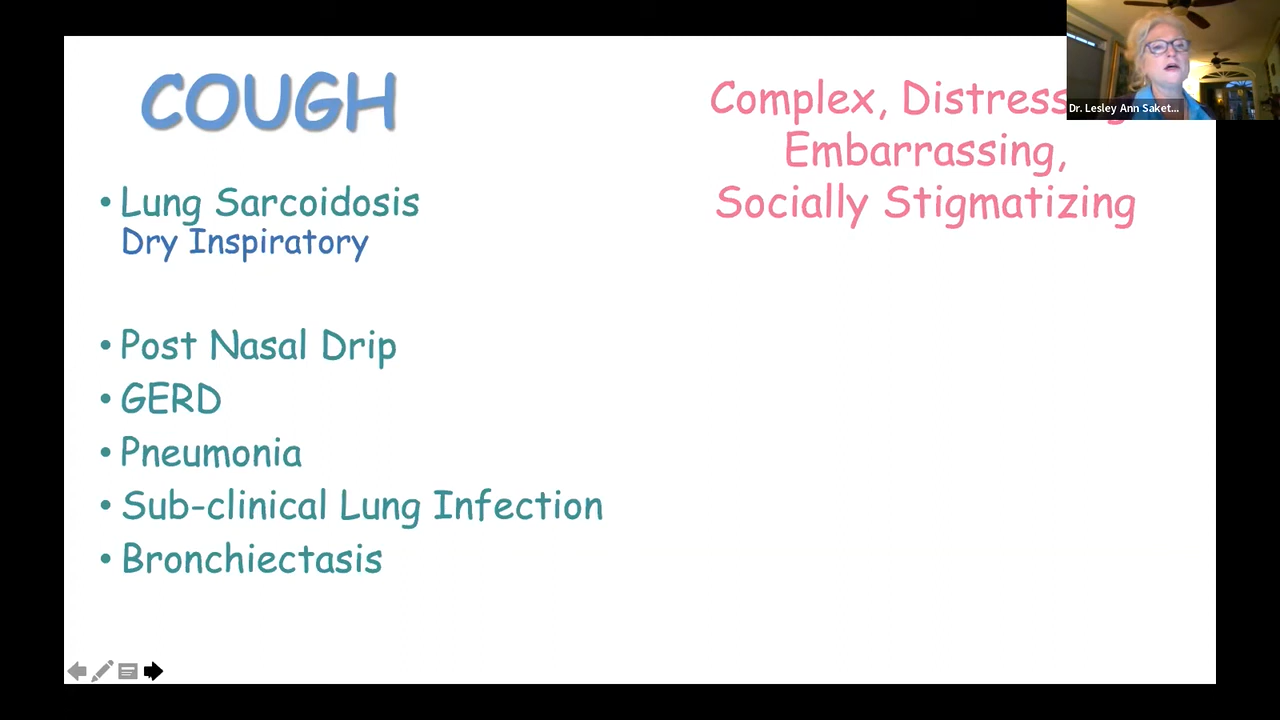 COUGH
Complex, Distress
Embarrassing,
Socially Stigmatizing
Dr. Lesley Ann Saket...
• Lung Sarcoidosis
Dry Inspiratory
• Post Nasal Drip
• GERD
• Pneumonia
• Sub-clinical Lung Infection
• Bronchiectasis